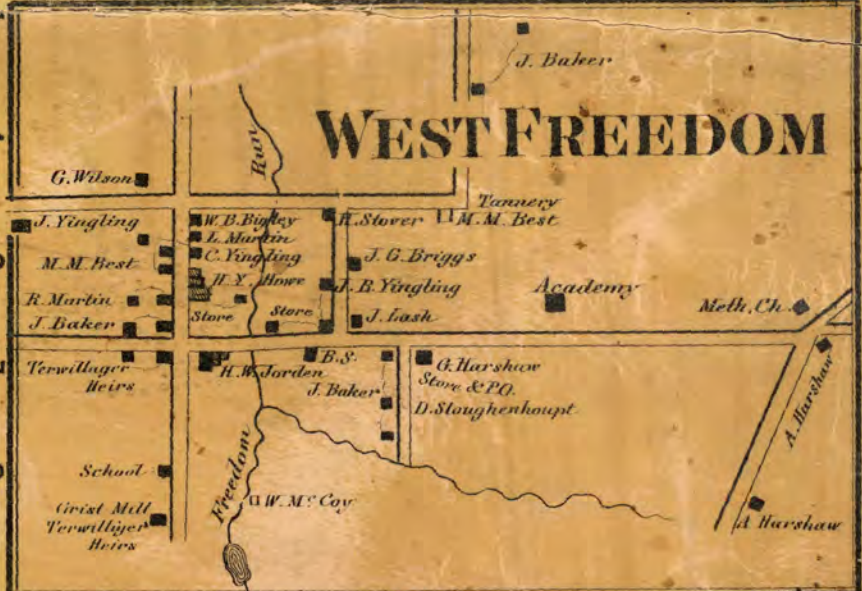 J. Baker
WEST FREEDOM
Run
G. Wilson
Tannery
J. Yingling
W. B. Bigley
H. Stover
M. M. Best
L. Martin
M. M. Best
C. Yingling
J. G. Briggs
H. Y. Howe
J. B. Yingling
Academy
R. Martin
Meth. Ch.
Store
Store
J. Lash
J. Baker
B. S.
Terwillager
Heirs
H. W. Jorden
G. Harshaw
Store & P.O.
J. Baker
D. Sloughenhoupt
A. Harshaw
School
Freedom
W. McCoy
Grist Mill
Terwilliger
Heirs
A Harshaw